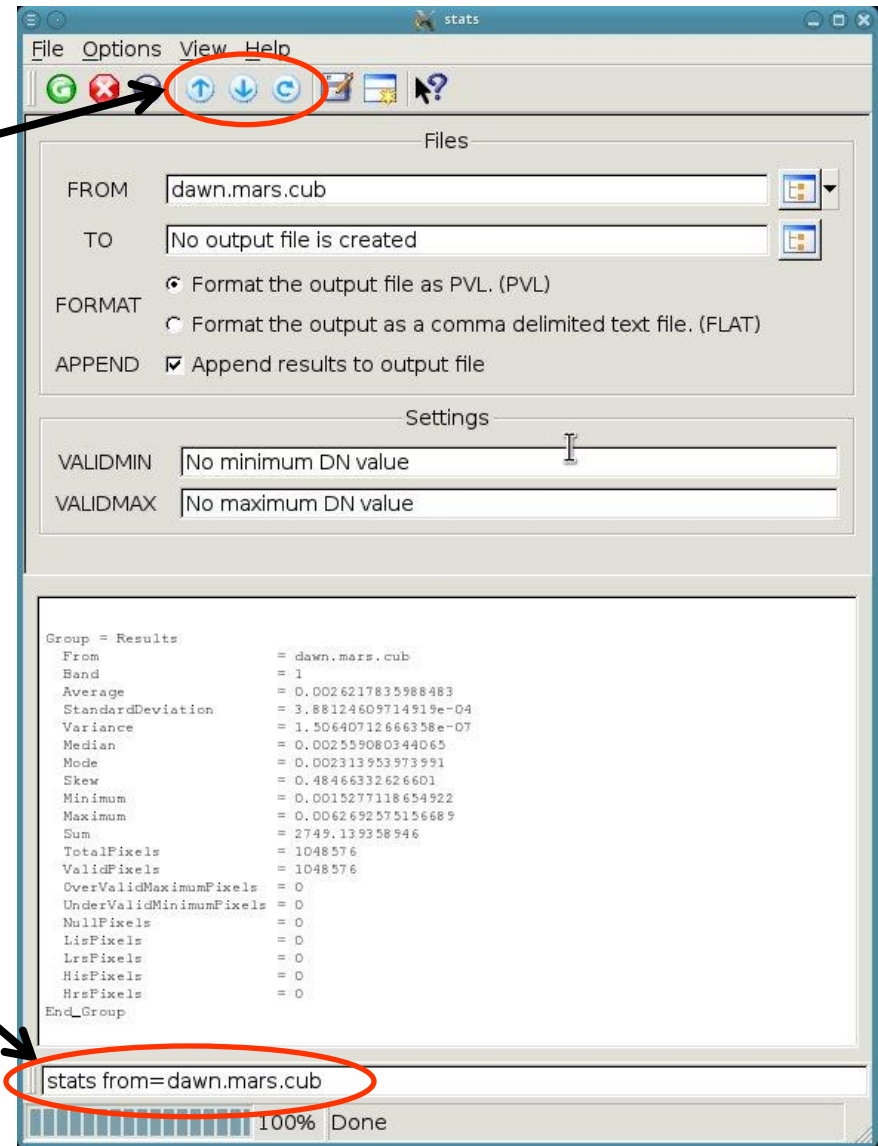 stats
File Options View Help
Files
FROM dawn.mars.cub
TO No output file is created
FORMAT
Format the output file as PVL. (PVL)
Format the output as a comma delimited text file. (FLAT)
APPEND Append results to output file
Settings
VALIDMIN No minimum DN value
VALIDMAX No maximum DN value
Group = Results
From = dawn.mars.cub
Band = 1
Average = 0.0026217835988483
StandardDeviation = 3.88124609714919e-04
Variance = 1.50640712666358e-07
Median = 0.002559080344065
Mode = 0.002313953973991
Skew = 0.48466332626601
Minimum = 0.0015277118654922
Maximum = 0.0062692575156689
Sum = 2749.139358946
TotalPixels = 1048576
ValidPixels = 1048576
OverValidMaximumPixels = 0
UnderValidMinimumPixels = 0
NullPixels = 0
LisPixels = 0
LrsPixels = 0
HisPixels = 0
HrsPixels = 0
End_Group
stats from=dawn.mars.cub
100% Done